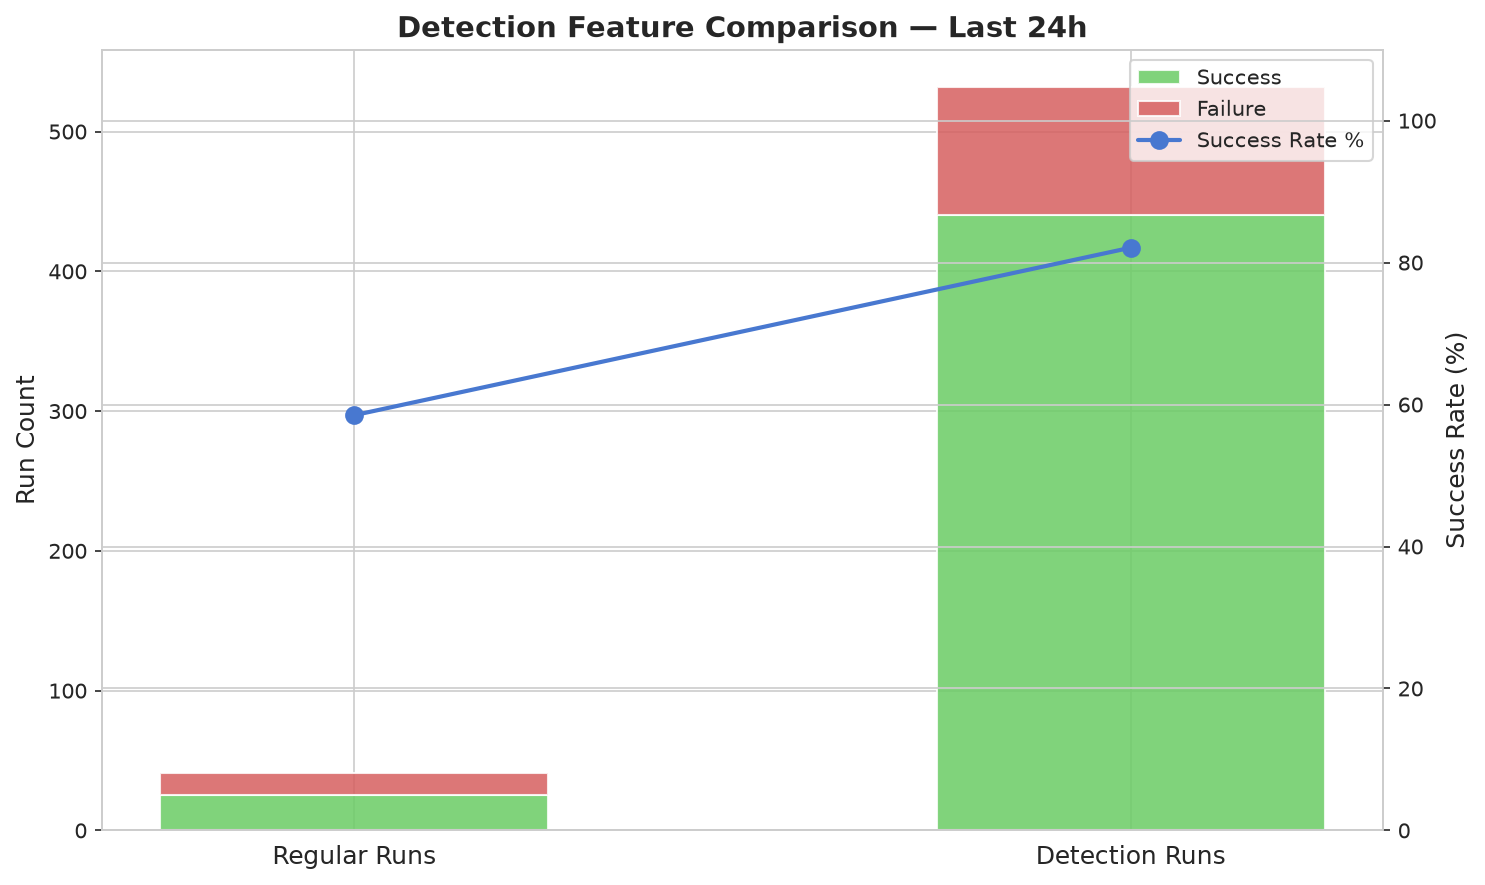 Detection Feature Comparison — Last 24h
Success
Failure
Success Rate %
Run Count
500
400
300
200
100
0
100
80
60
40
20
0
Success Rate (%)
Regular Runs
Detection Runs